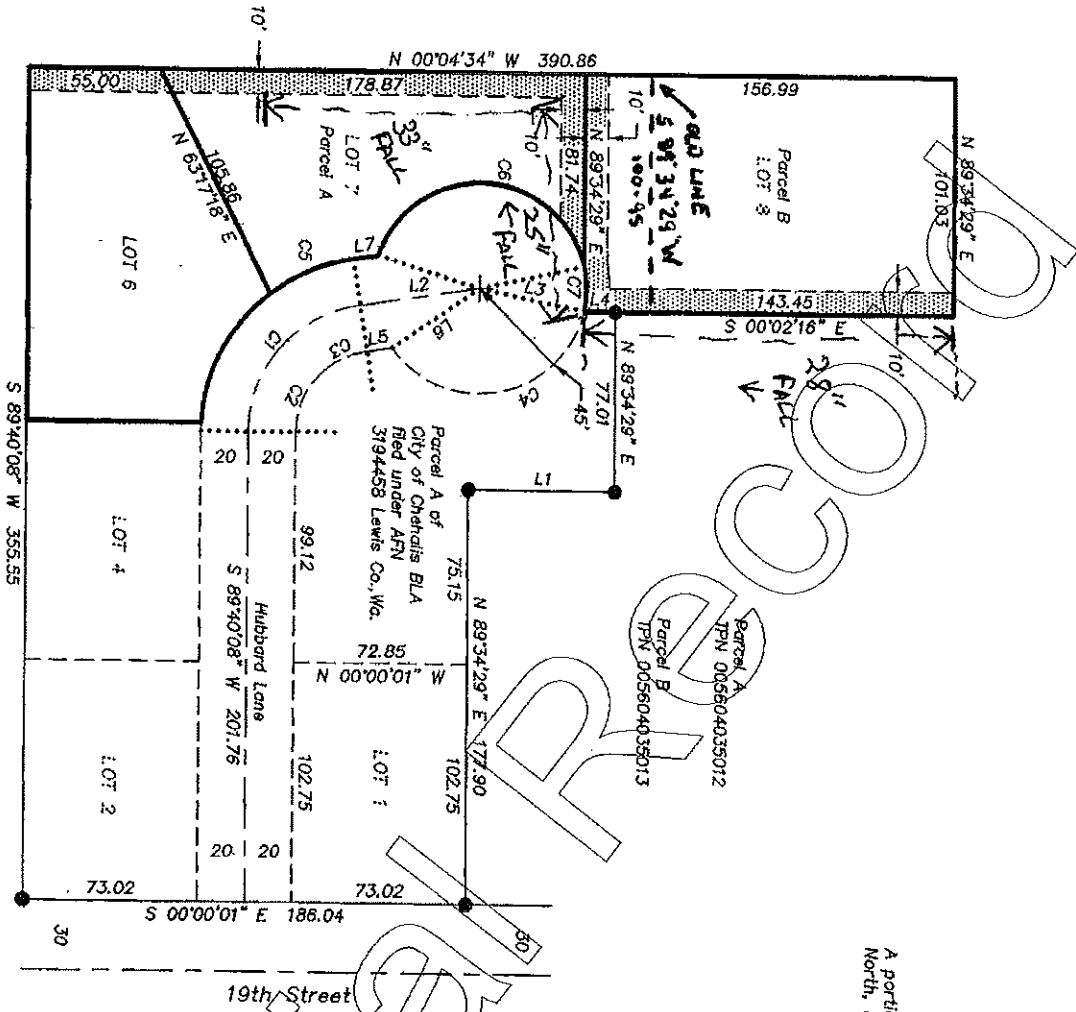 10'
N 00°04'34" W 390.86
55.00
178.87
156.99
10'
10'
N 89°34'29" E
81.74
OLD LINE
S 89°34'29" W
100.95
Parcel B
LOT 8
N 89°34'29" E
101.03
33" FALL
LOT 7
Parcel A
105.86
N 63°17'18" E
C6
25"
FALL
C5
L7
L2
L3
C7
L4
143.45
S 00°02'16" E
10'
LOT 6
L6
L5
C3
C1
C2
C4
45'
N 89°34'29" E
77.01
28"
FALL
L1
Parcel A of
City of Chehalis BLA
filed under AFN
3194458 Lewis Co., Wa.
20
20
99.12
75.15
N 89°34'29" E 177.90
S 89°40'08" W 355.55
LOT 4
Hubbard Lane
S 89°40'08" W 201.76
72.85
N 00°00'01" W
Parcel A
TPN 005604035012
Parcel B
TPN 005604035013
LOT 2
102.75
LOT 1
102.75
20
20
73.02
73.02
S 00°00'01" E 186.04
30
30
19th Street
A porti
North,
al Record